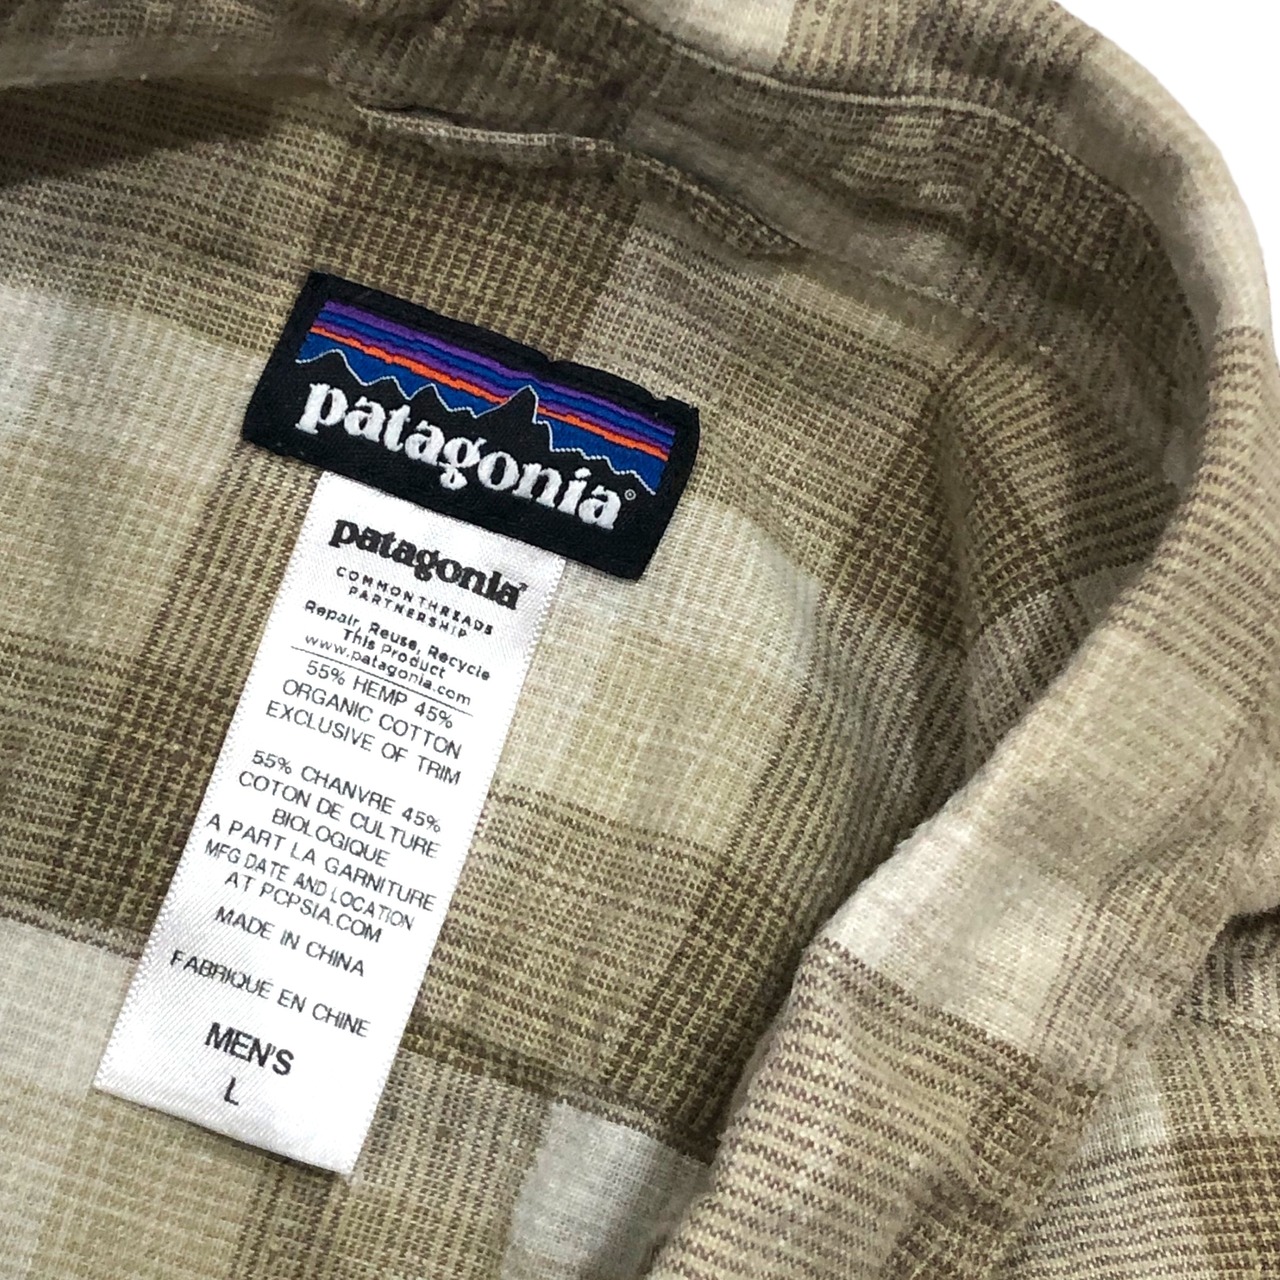 patagonia®
patagonia
COMMON THREADS
PARTNERSHIP
Repair, Reuse, Recycle
This Product
www.patagonia.com
55% HEMP 45%
ORGANIC COTTON
EXCLUSIVE OF TRIM
55% CHANVRE 45%
COTON DE CULTURE
BIOLOGIQUE
A PART LA GARNITURE
MFG DATE AND LOCATION
AT PCPSIA.COM
MADE IN CHINA
FABRIQUÉ EN CHINE
MEN'S
L